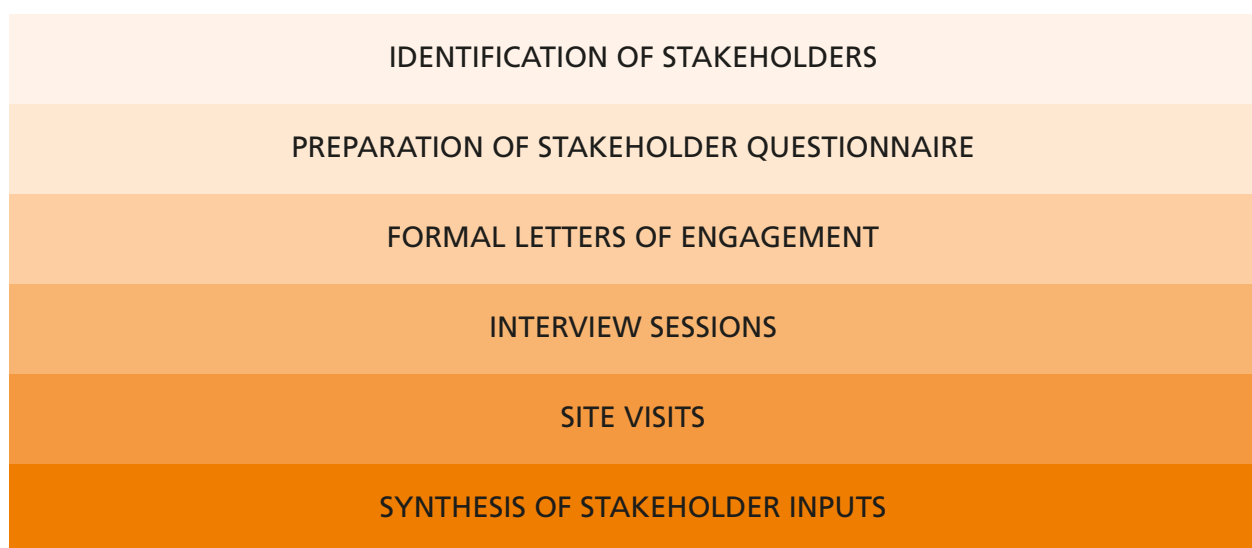 IDENTIFICATION OF STAKEHOLDERS
PREPARATION OF STAKEHOLDER QUESTIONNAIRE
FORMAL LETTERS OF ENGAGEMENT
INTERVIEW SESSIONS
SITE VISITS
SYNTHESIS OF STAKEHOLDER INPUTS